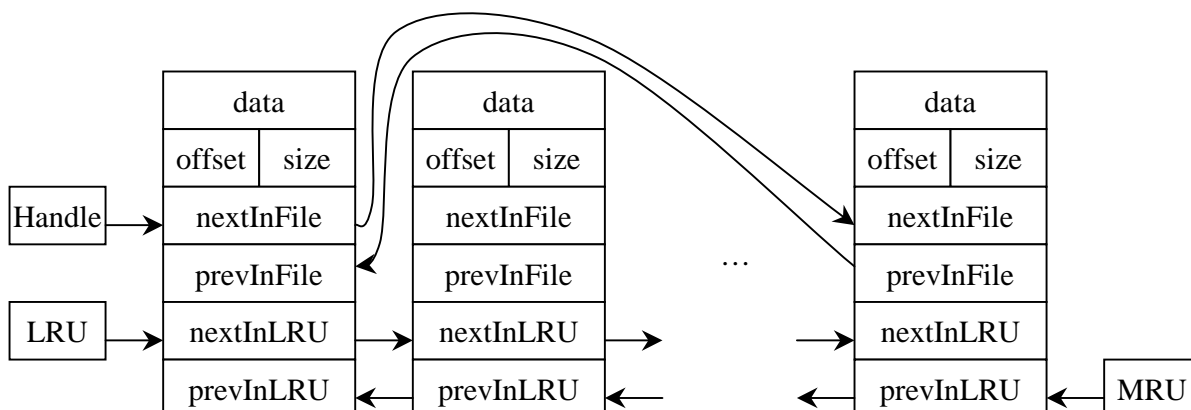 data data data
offset size offset size offset size
Handle nextInFile nextInFile nextInFile
prevInFile prevInFile … prevInFile
LRU nextInLRU nextInLRU nextInLRU
prevInLRU prevInLRU prevInLRU MRU